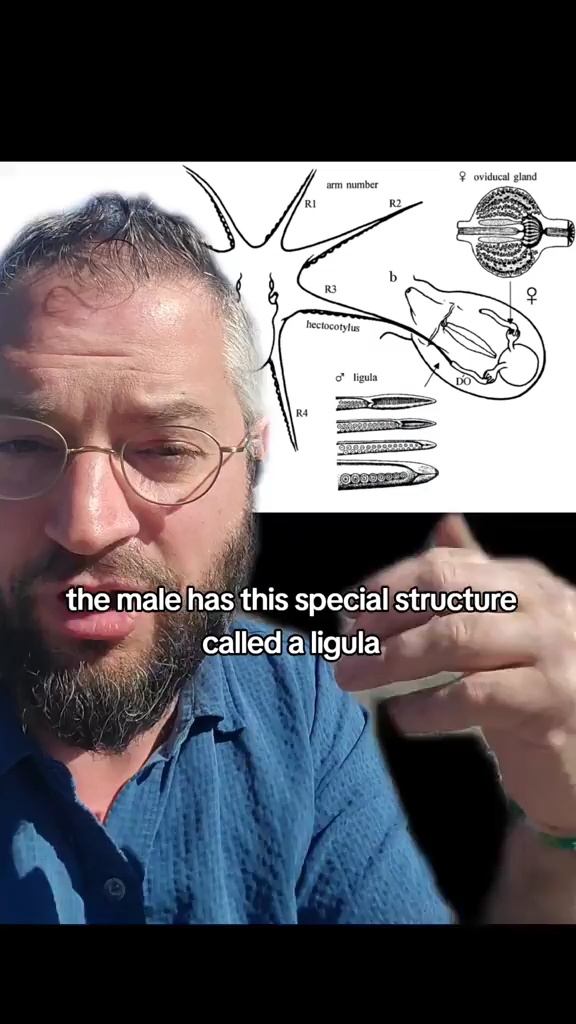 ♀ oviducal gland
arm number
R1
R2
b
♀
R3
hectocotylus
♂ ligula
DO
R4
the male has this special structure
called a ligula